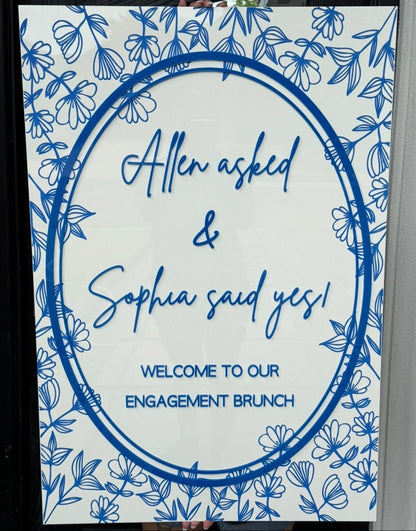 Allen asked
&
Sophia said yes!
WELCOME TO OUR
ENGAGEMENT BRUNCH